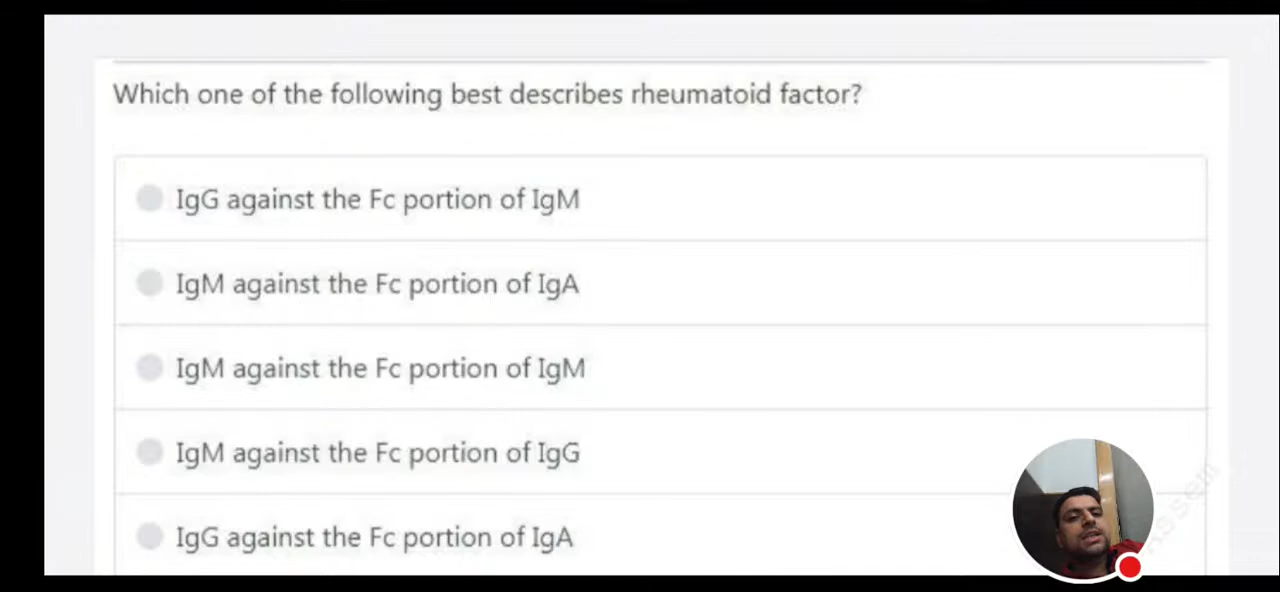 Which one of the following best describes rheumatoid factor?
IgG against the Fc portion of IgM
IgM against the Fc portion of IgA
IgM against the Fc portion of IgM
IgM against the Fc portion of IgG
IgG against the Fc portion of IgA